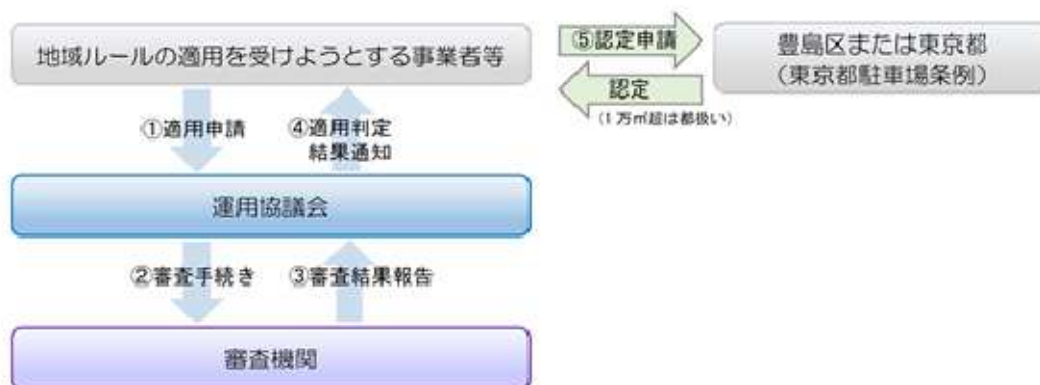 地域ルールの適用を受けようとする事業者等
⑤認定申請
豊島区または東京都
（東京都駐車場条例）
認定
（1万㎡超は都扱い）
①適用申請
④適用判定
結果通知
運用協議会
②審査手続き
③審査結果報告
審査機関